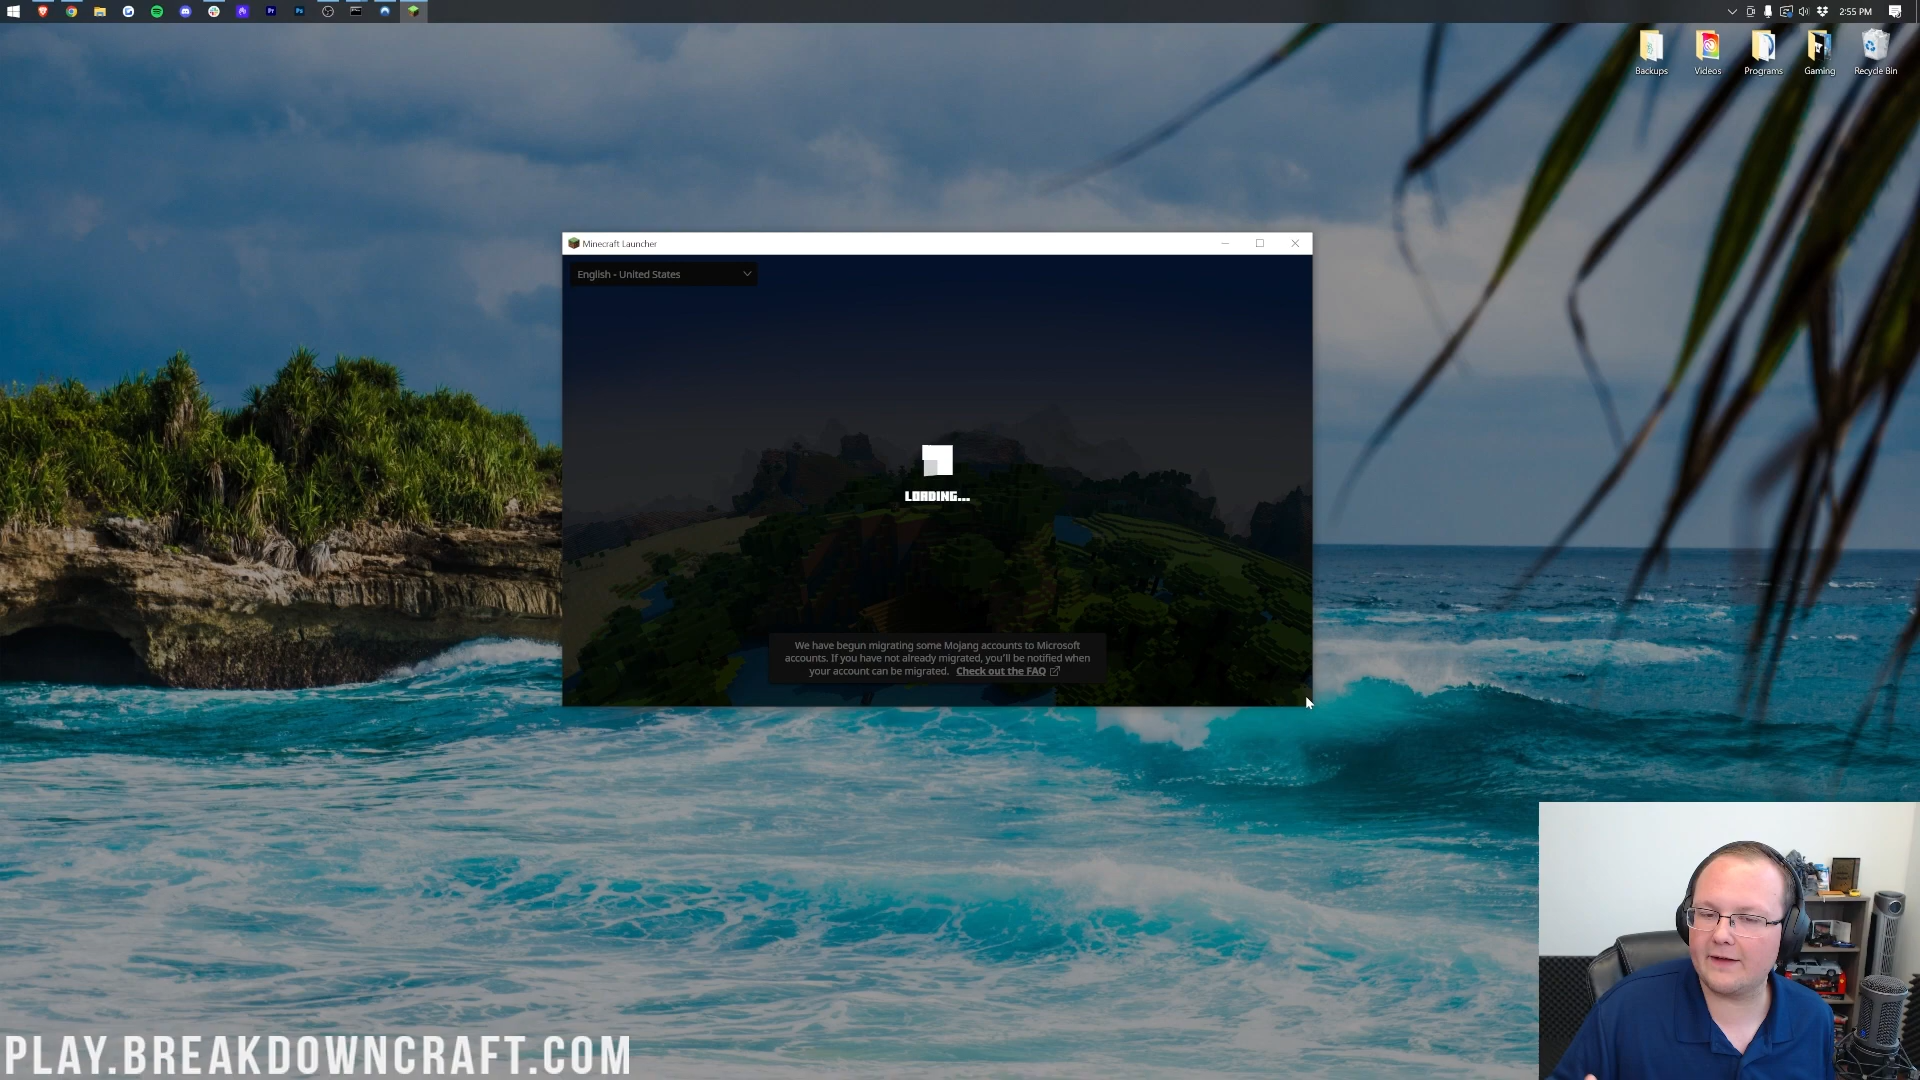 2:55 PM
Backups
Videos
Programs
Gaming
Recycle Bin
Minecraft Launcher
English - United States
LOADING...
We have begun migrating some Mojang accounts to Microsoft
accounts. If you have not already migrated, you'll be notified when
your account can be migrated. Check out the FAQ
PLAY.BREAKDOWNCRAFT.COM